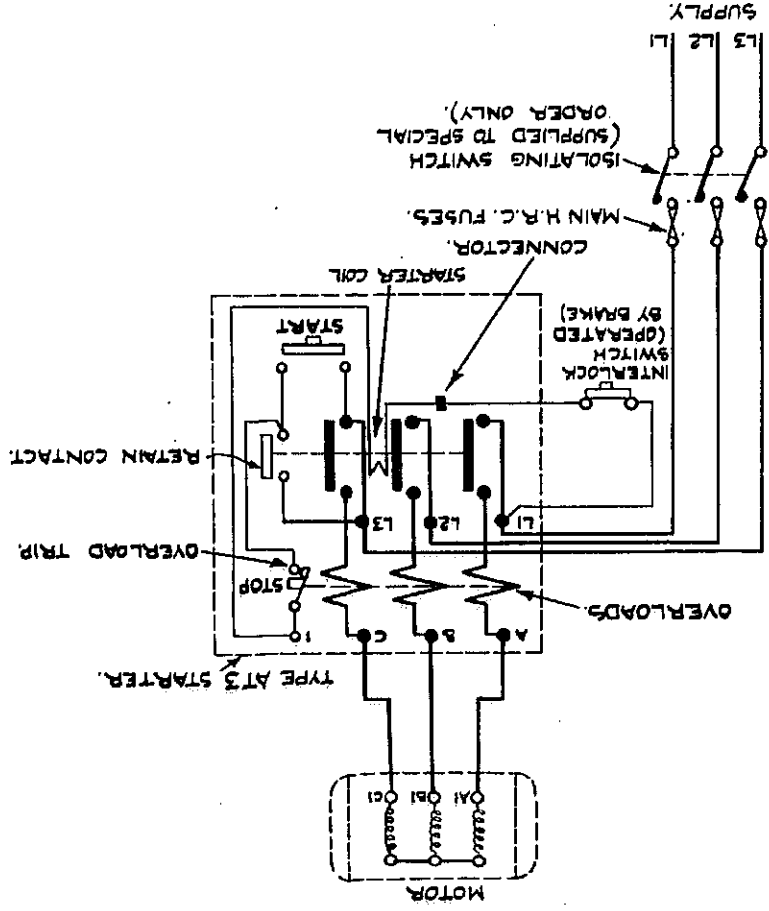 MOTOR
A1 B1 C1
TYPE AT3 STARTER.
A B C 1
OVERLOADS.
STOP
OVERLOAD TRIP.
L1 L2 L3
RETAIN CONTACT.
INTERLOCK
SWITCH
(OPERATED
BY BRAKE)
START
STARTER COIL
CONNECTOR.
MAIN H.R.C. FUSES.
ISOLATING SWITCH
(SUPPLIED TO SPECIAL
ORDER ONLY).
L3 L2 L1
SUPPLY.